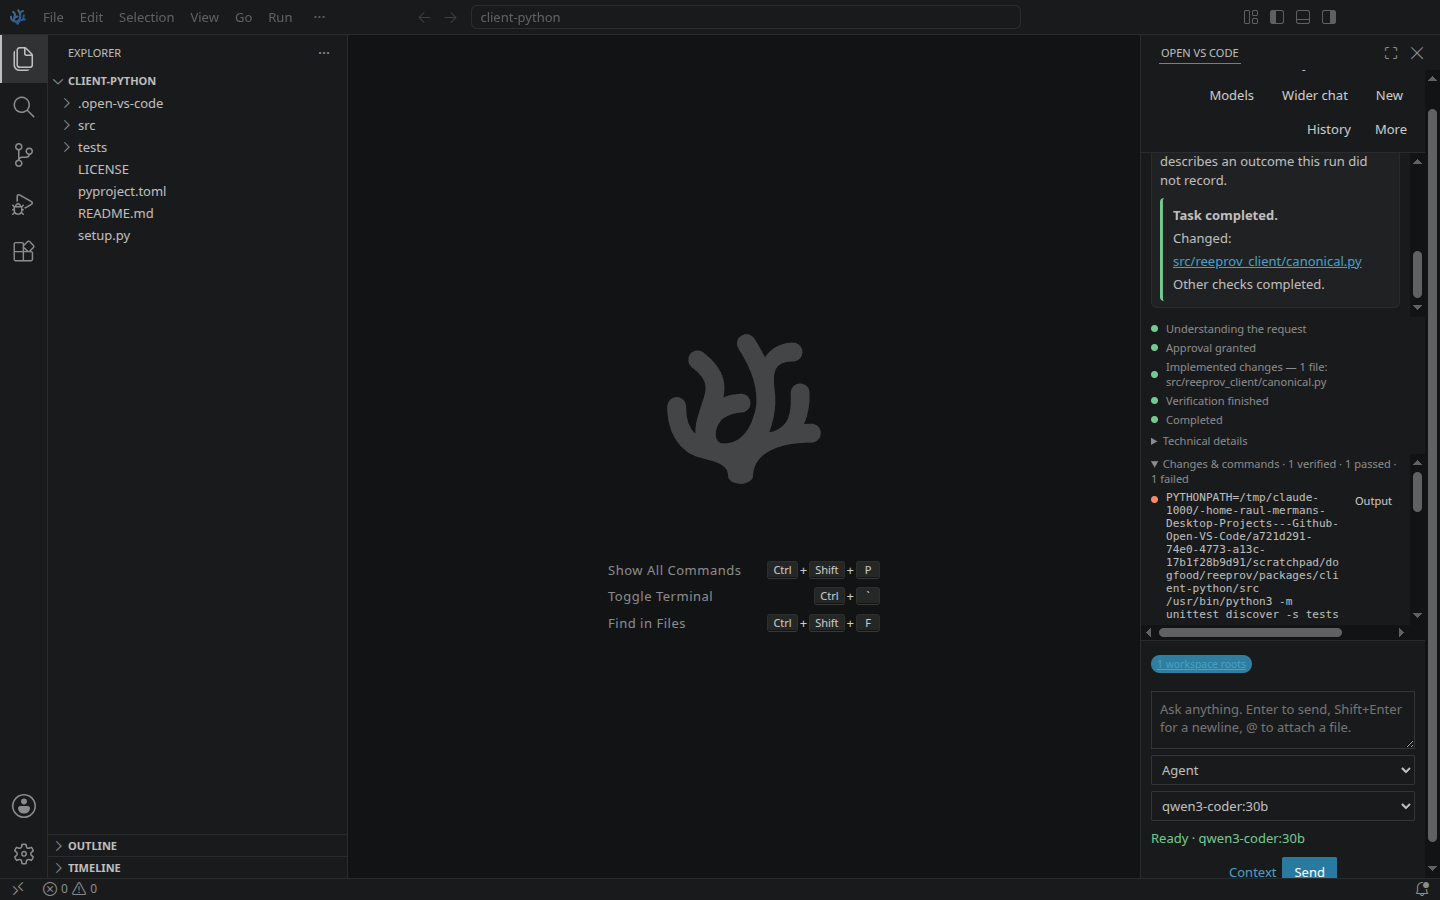 File Edit Selection View Go Run ···
client-python
EXPLORER
CLIENT-PYTHON
.open-vs-code
src
tests
LICENSE
pyproject.toml
README.md
setup.py
OUTLINE
TIMELINE
Show All Commands Ctrl + Shift + P
Toggle Terminal Ctrl + `
Find in Files Ctrl + Shift + F
OPEN VS CODE
Models Wider chat New
History More
describes an outcome this run did
not record.
Task completed.
Changed:
src/reeprov_client/canonical.py
Other checks completed.
Understanding the request
Approval granted
Implemented changes — 1 file:
src/reeprov_client/canonical.py
Verification finished
Completed
Technical details
Changes & commands · 1 verified · 1 passed ·
1 failed
PYTHONPATH=/tmp/claude-
1000/-home-raul-mermans-
Desktop-Projects---Github-
Open-VS-Code/a721d291-
74e0-4773-a13c-
17b1f28b9d91/scratchpad/do
gfood/reeprov/packages/cli
ent-python/src
/usr/bin/python3 -m
unittest discover -s tests
Output
1 workspace roots
Ask anything. Enter to send, Shift+Enter
for a newline, @ to attach a file.
Agent
qwen3-coder:30b
Ready · qwen3-coder:30b
Context Send
0 0